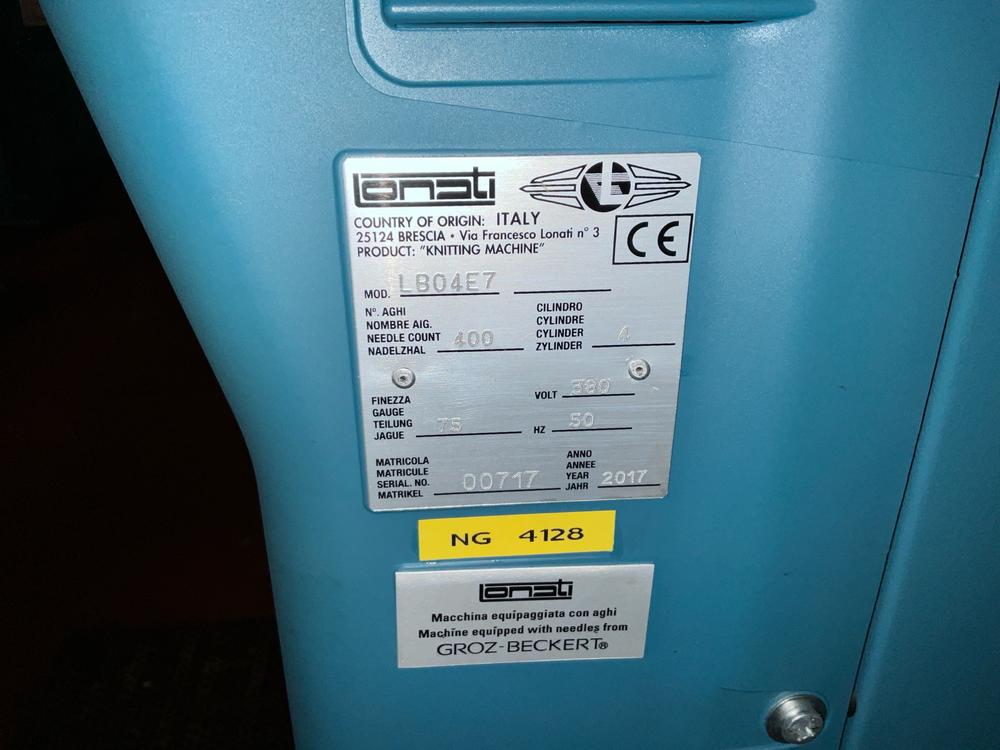 Lonati
COUNTRY OF ORIGIN: ITALY
25124 BRESCIA • Via Francesco Lonati n° 3
PRODUCT: "KNITTING MACHINE"
CE
MOD. LB04E7
N°. AGHI
NOMBRE AIG.
NEEDLE COUNT 400
NADELZHAL
CILINDRO
CYLINDRE
CYLINDER 4
ZYLINDER
FINEZZA
GAUGE
TEILUNG 75
JAGUE
VOLT 380
HZ 50
MATRICOLA
MATRICULE
SERIAL. NO. 00717
MATRIKEL
ANNO
ANNEE
YEAR 2017
JAHR
NG 4128
Lonati
Macchina equipaggiata con aghi
Machine equipped with needles from
GROZ-BECKERT®